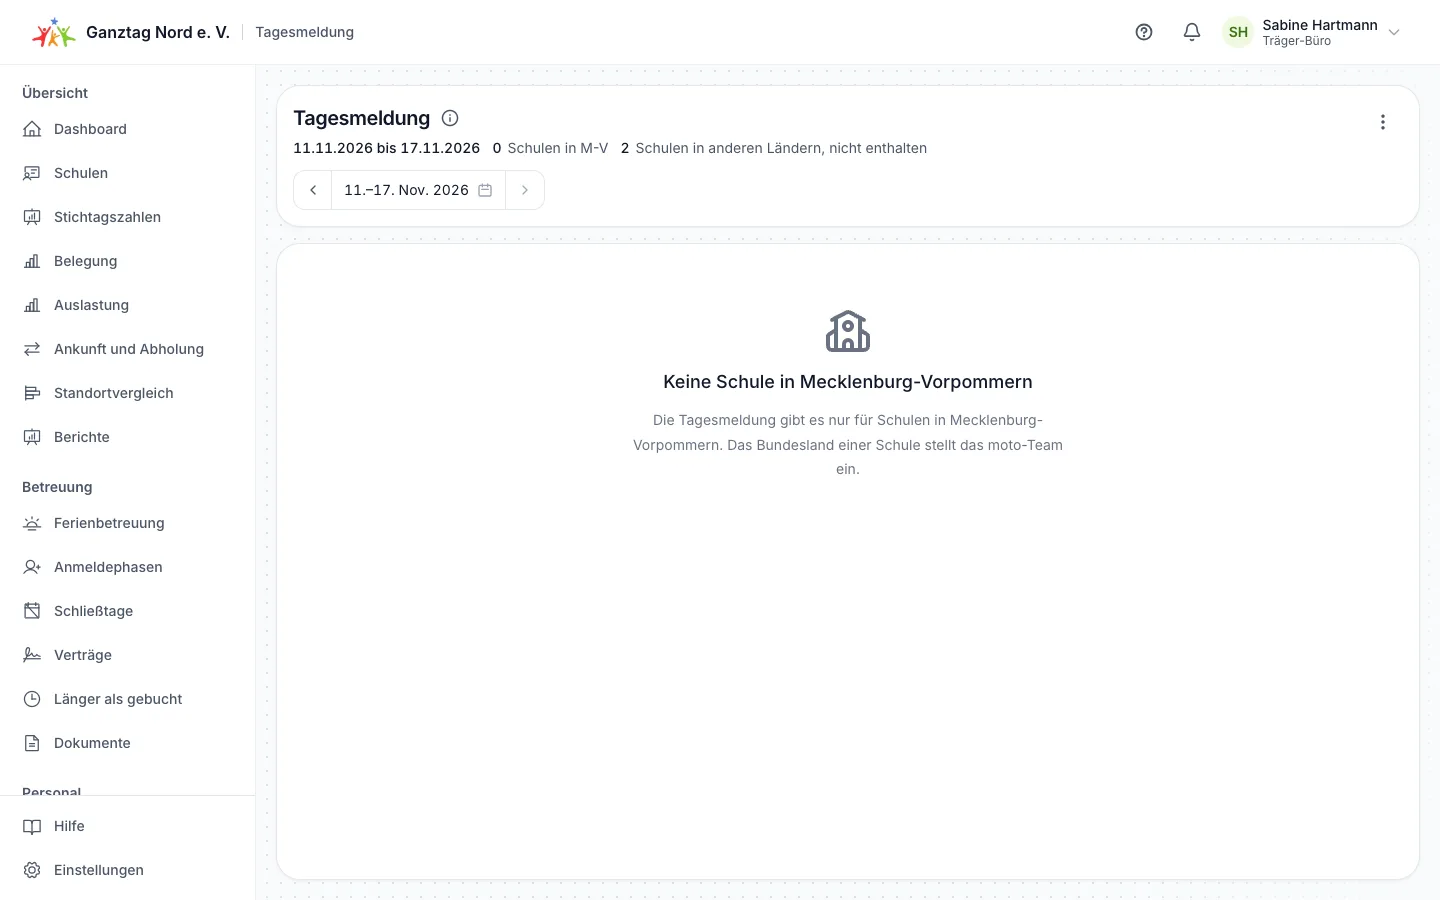 Ganztag Nord e. V.
Tagesmeldung
SH
Sabine Hartmann
Träger-Büro
Übersicht
Dashboard
Schulen
Stichtagszahlen
Belegung
Auslastung
Ankunft und Abholung
Standortvergleich
Berichte
Betreuung
Ferienbetreuung
Anmeldephasen
Schließtage
Verträge
Länger als gebucht
Dokumente
Personal
Hilfe
Einstellungen
Tagesmeldung
11.11.2026 bis 17.11.2026 0 Schulen in M-V 2 Schulen in anderen Ländern, nicht enthalten
11.–17. Nov. 2026
Keine Schule in Mecklenburg-Vorpommern
Die Tagesmeldung gibt es nur für Schulen in Mecklenburg-
Vorpommern. Das Bundesland einer Schule stellt das moto-Team
ein.